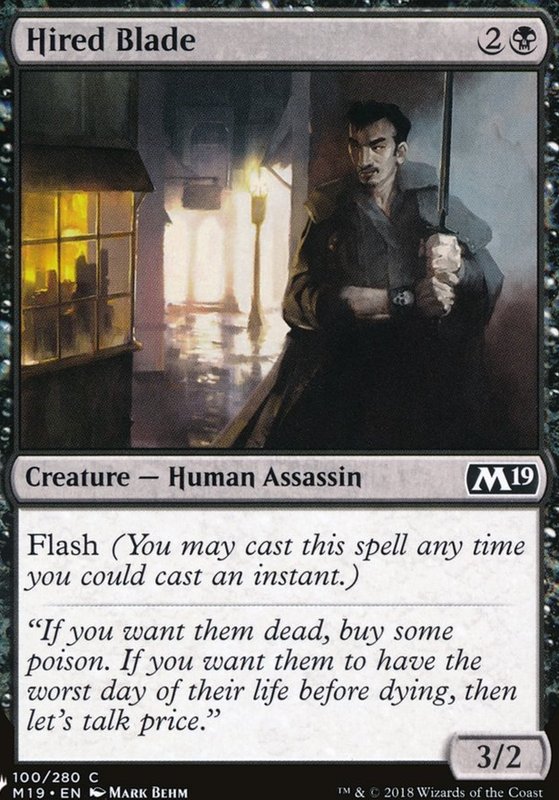 Hired Blade 2
Creature — Human Assassin M19
Flash (You may cast this spell any time
you could cast an instant.)
“If you want them dead, buy some
poison. If you want them to have the
worst day of their life before dying, then
let’s talk price.”
3/2
100/280 C
M19 • EN Mark Behm ™ & © 2018 Wizards of the Coast